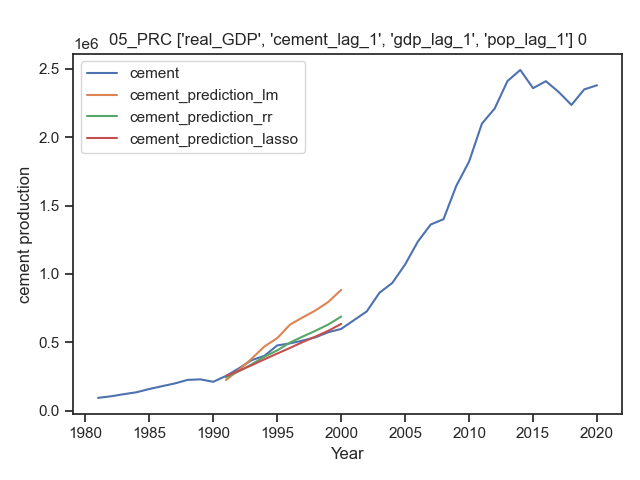 05_PRC ['real_GDP', 'cement_lag_1', 'gdp_lag_1', 'pop_lag_1'] 0
1e6
cement
cement_prediction_lm
cement_prediction_rr
cement_prediction_lasso
2.5
2.0
1.5
1.0
0.5
0.0
cement production
1980 1985 1990 1995 2000 2005 2010 2015 2020
Year